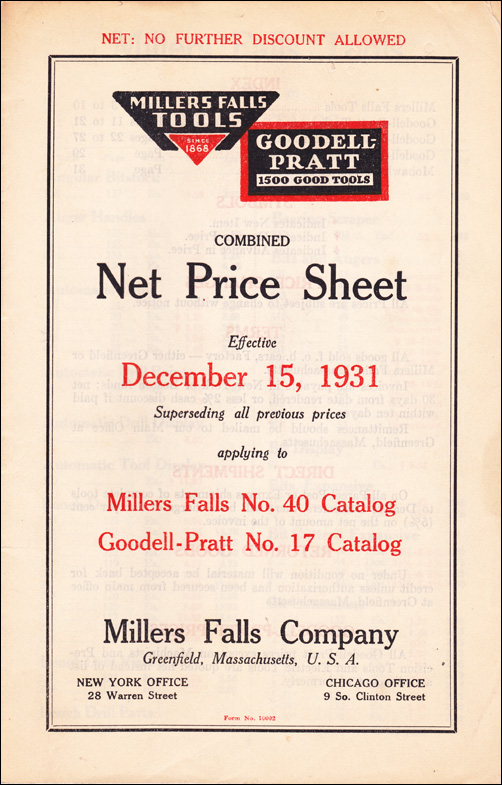 NET: NO FURTHER DISCOUNT ALLOWED
MILLERS FALLS
TOOLS
SINCE
1868
GOODELL-
PRATT
1500 GOOD TOOLS
COMBINED
Net Price Sheet
Effective
December 15, 1931
Superseding all previous prices
applying to
Millers Falls No. 40 Catalog
Goodell-Pratt No. 17 Catalog
Millers Falls Company
Greenfield, Massachusetts, U. S. A.
NEW YORK OFFICE
28 Warren Street
CHICAGO OFFICE
9 So. Clinton Street
Form No.